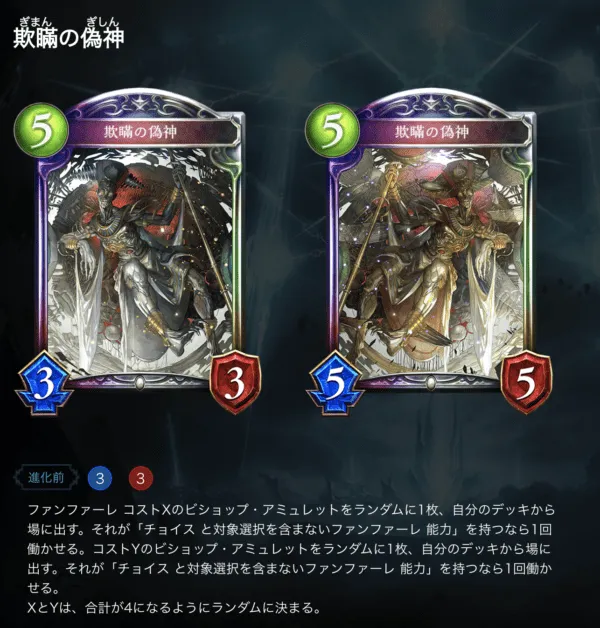 ぎまん ぎしん
欺瞞の偽神
5 欺瞞の偽神
5 欺瞞の偽神
3 3
5 5
進化前 3 3
ファンファーレ コストXのビショップ・アミュレットをランダムに1枚、自分のデッキから
場に出す。それが「チョイス と対象選択を含まないファンファーレ 能力」を持つなら1回
働かせる。コストYのビショップ・アミュレットをランダムに1枚、自分のデッキから場に
出す。それが「チョイス と対象選択を含まないファンファーレ 能力」を持つなら1回働か
せる。
XとYは、合計が4になるようにランダムに決まる。